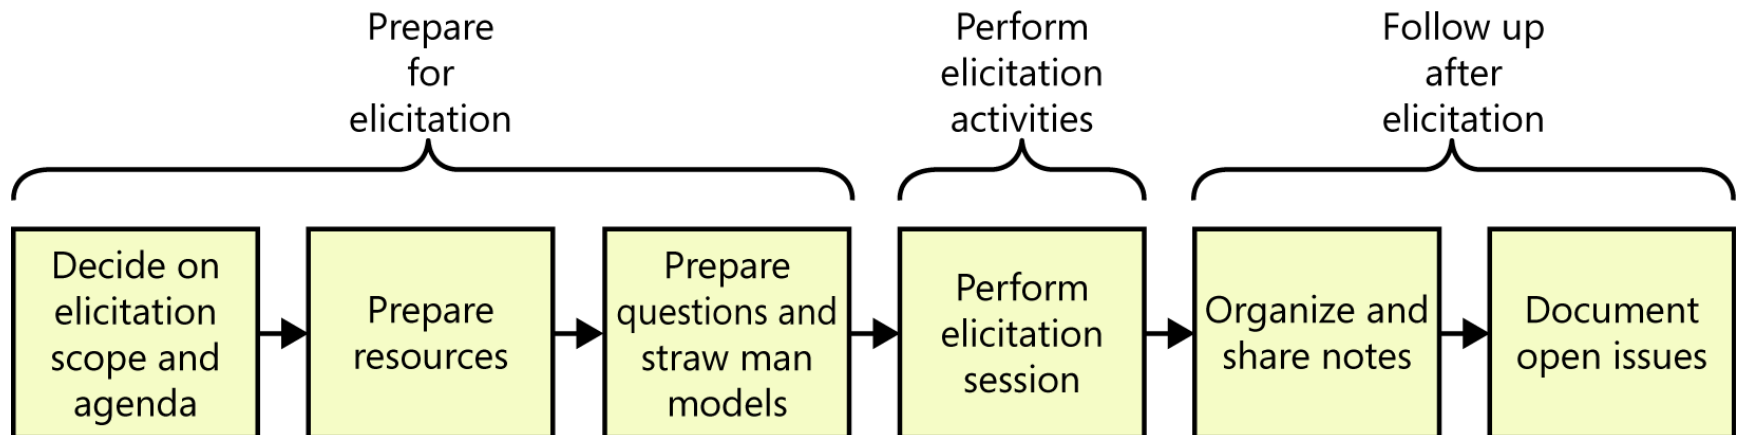 Prepare
for
elicitation
Perform
elicitation
activities
Follow up
after
elicitation
Decide on
elicitation
scope and
agenda
Prepare
resources
Prepare
questions and
straw man
models
Perform
elicitation
session
Organize and
share notes
Document
open issues